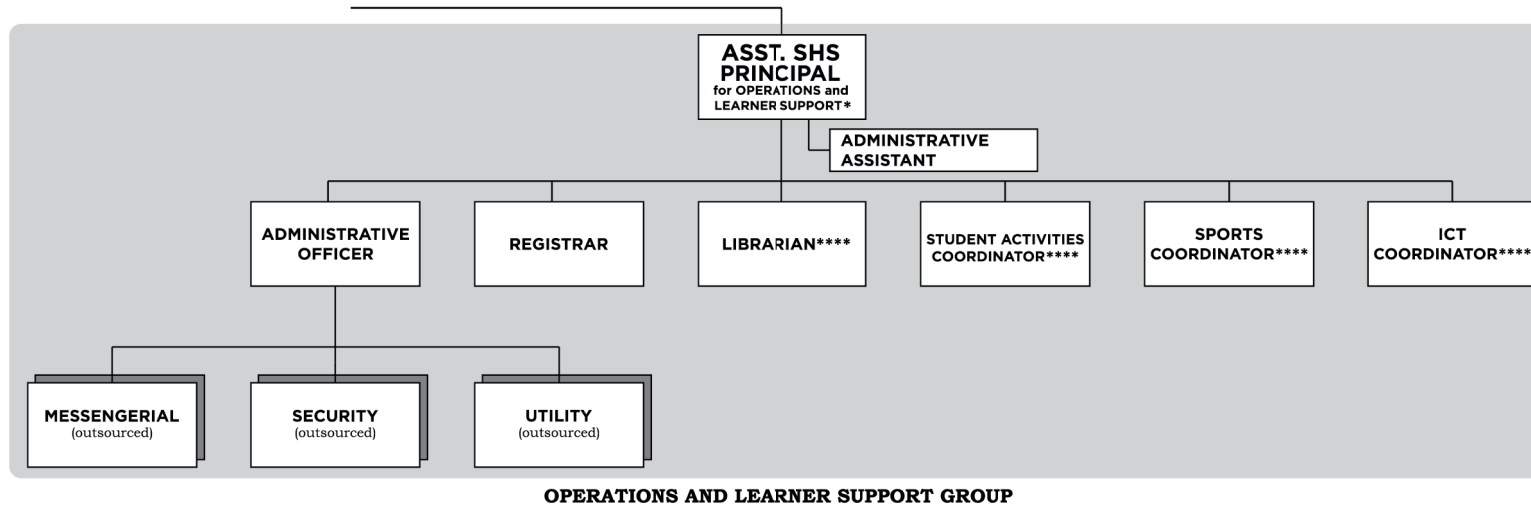 ASST. SHS
PRINCIPAL
for OPERATIONS and
LEARNER SUPPORT*
ADMINISTRATIVE
ASSISTANT
ADMINISTRATIVE
OFFICER
REGISTRAR
LIBRARIAN****
STUDENT ACTIVITIES
COORDINATOR****
SPORTS
COORDINATOR****
ICT
COORDINATOR****
MESSENGERIAL
(outsourced)
SECURITY
(outsourced)
UTILITY
(outsourced)
OPERATIONS AND LEARNER SUPPORT GROUP